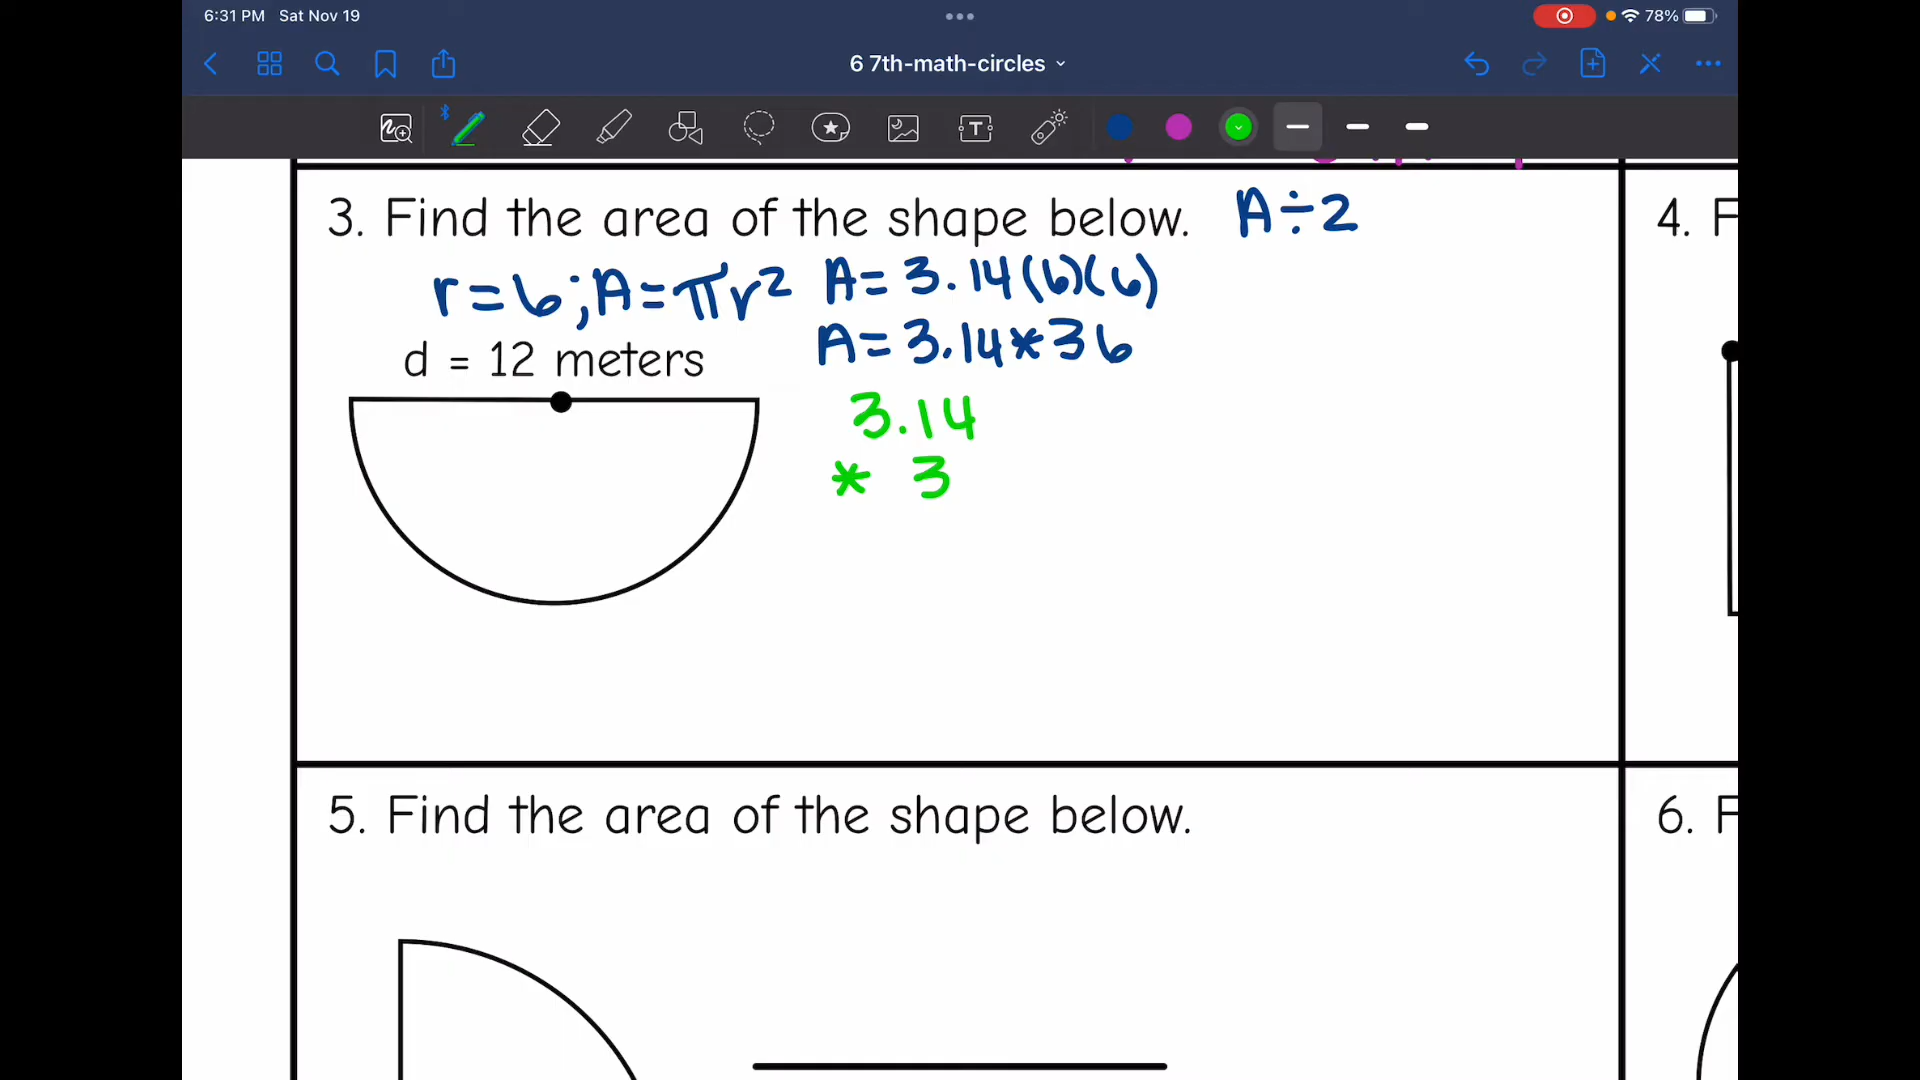 6:31 PM Sat Nov 19
78%
6 7th-math-circles
T
3. Find the area of the shape below. A÷2
r=6; A=πr² A=3.14(6)(6)
A=3.14*36
d = 12 meters
3.14
* 3
4. F
5. Find the area of the shape below.
6. F